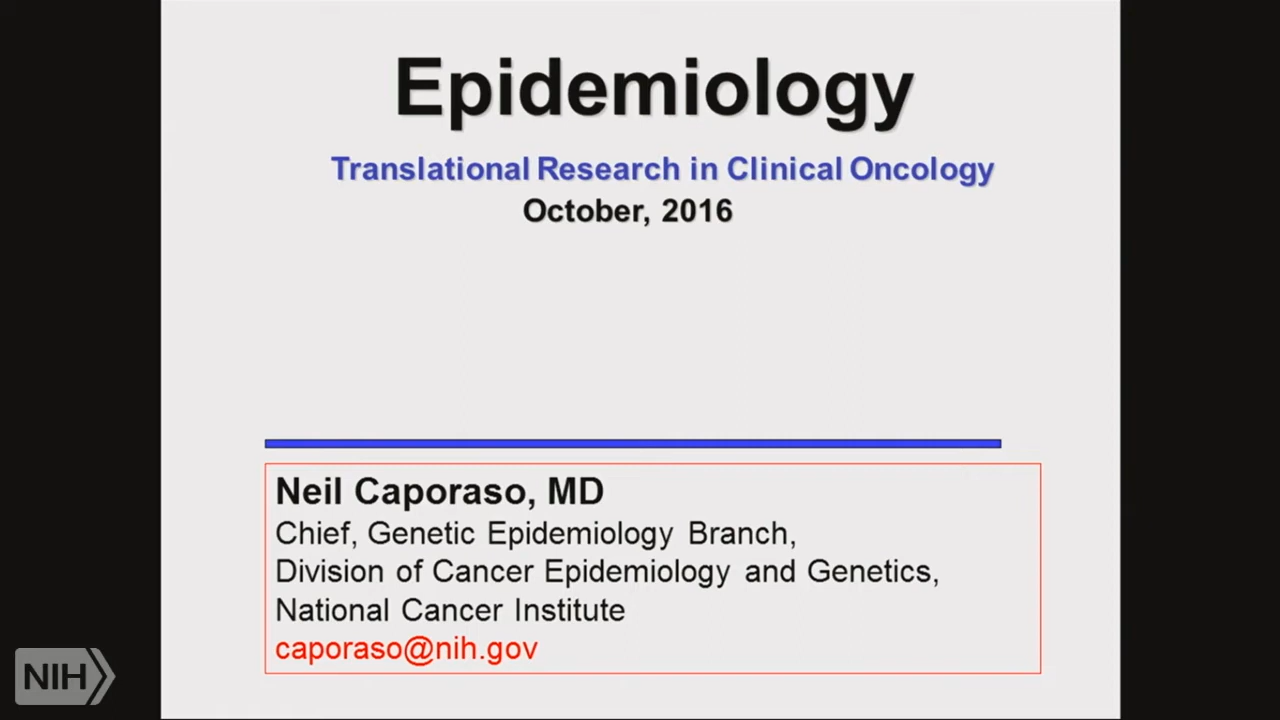 Epidemiology
Translational Research in Clinical Oncology
October, 2016
Neil Caporaso, MD
Chief, Genetic Epidemiology Branch,
Division of Cancer Epidemiology and Genetics,
National Cancer Institute
caporaso@nih.gov
NIH